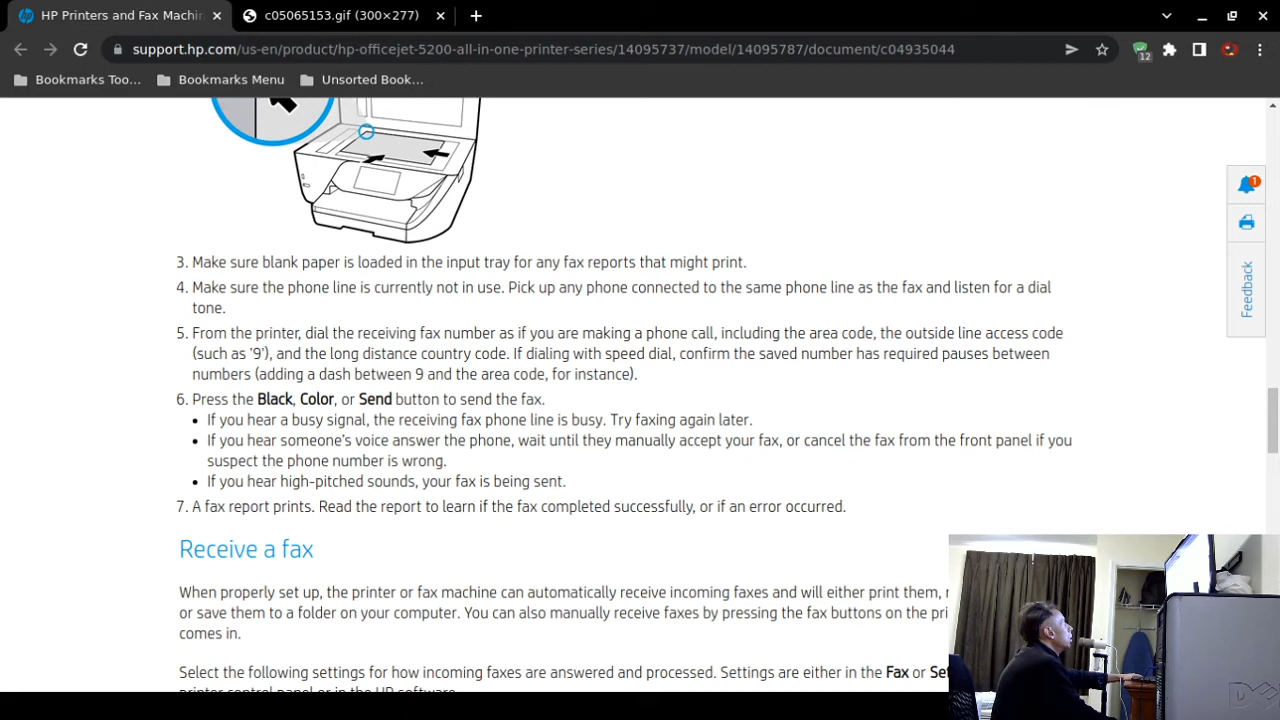 HP Printers and Fax Machin
c05065153.gif (300×277)
support.hp.com/us-en/product/hp-officejet-5200-all-in-one-printer-series/14095737/model/14095787/document/c04935044
12
Bookmarks Too...
Bookmarks Menu
Unsorted Book...
1
Feedback
3. Make sure blank paper is loaded in the input tray for any fax reports that might print.
4. Make sure the phone line is currently not in use. Pick up any phone connected to the same phone line as the fax and listen for a dial
tone.
5. From the printer, dial the receiving fax number as if you are making a phone call, including the area code, the outside line access code
(such as '9'), and the long distance country code. If dialing with speed dial, confirm the saved number has required pauses between
numbers (adding a dash between 9 and the area code, for instance).
6. Press the Black, Color, or Send button to send the fax.
• If you hear a busy signal, the receiving fax phone line is busy. Try faxing again later.
• If you hear someone's voice answer the phone, wait until they manually accept your fax, or cancel the fax from the front panel if you
suspect the phone number is wrong.
• If you hear high-pitched sounds, your fax is being sent.
7. A fax report prints. Read the report to learn if the fax completed successfully, or if an error occurred.
Receive a fax
When properly set up, the printer or fax machine can automatically receive incoming faxes and will either print them,
or save them to a folder on your computer. You can also manually receive faxes by pressing the fax buttons on the pri
comes in.
Select the following settings for how incoming faxes are answered and processed. Settings are either in the Fax or Set
printer control panel or in the HP software.
DELL